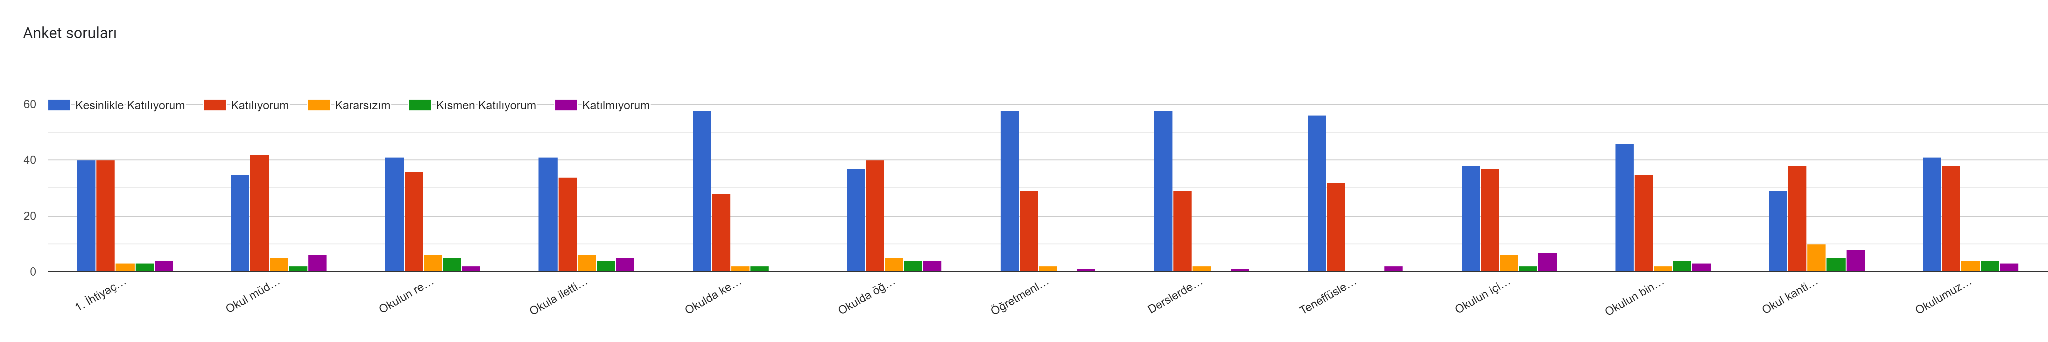 Anket soruları
60
Kesinlikle Katılıyorum Katılıyorum Kararsızım Kısmen Katılıyorum Katılmıyorum
40
20
0
1. İhtiyaç…
Okul müd…
Okulun re…
Okula iletti…
Okulda ke…
Okulda öğ…
Öğretmenl…
Derslerde…
Teneffüsle…
Okulun içi…
Okulun bin…
Okul kanti…
Okulumuz…